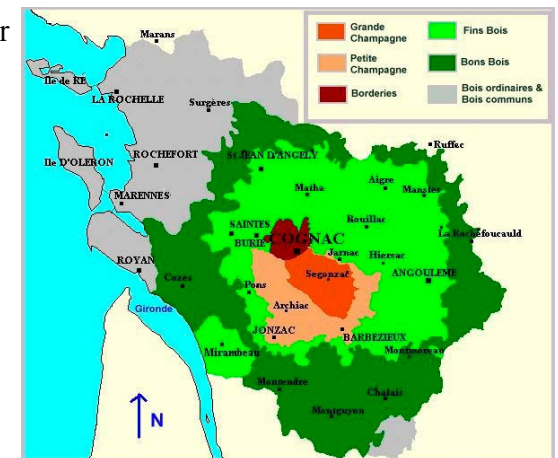 r
Marans
Grande
Champagne
Fins Bois
Petite
Champagne
Bons Bois
Borderies
Bois ordinaires &
Bois communs
Ile de RE
LA ROCHELLE
Surgères
Ile D'OLERON
ROCHEFORT
MARENNES
ROYAN
Gironde
Cozes
ST JEAN D'ANGELY
Matha
Aigre
Mansles
Ruffec
SAINTES
BURIE
COGNAC
Rouillac
La Rochefoucauld
Jarnac
Hiersac
Segonzac
ANGOULEME
Pons
Archiac
JONZAC
BARBEZIEUX
Mirambeau
Montmoreau
Montendre
Chalais
Montguyon
N